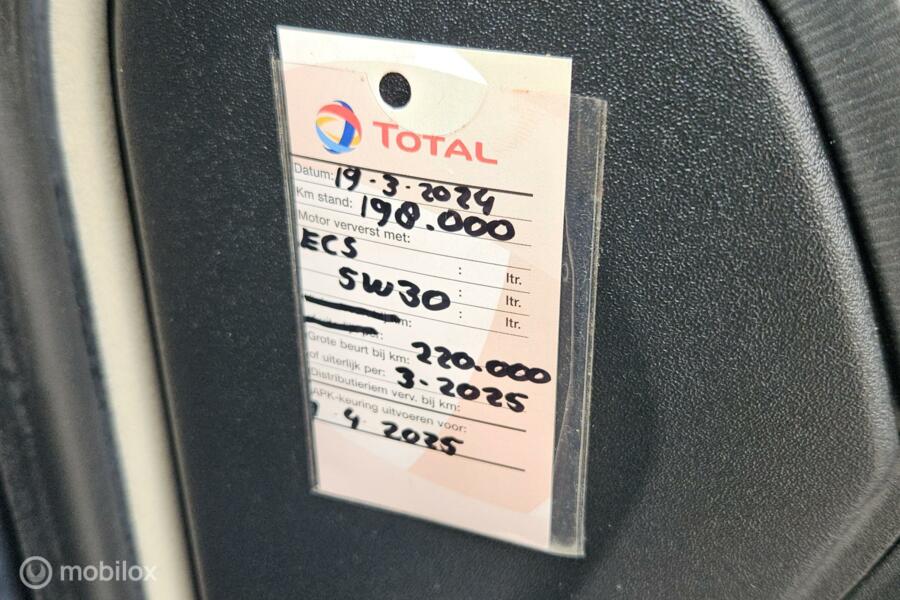 TOTAL
Datum: 19-3-2024
Km stand: 198.000
Motor ververst met:
ECS : ltr.
5W30 : ltr.
: ltr.
Grote beurt bij km: 220.000
of uiterlijk per: 3-2025
Distributieriem verv. bij km:
APK-keuring uitvoeren voor:
4 2025
mobilox